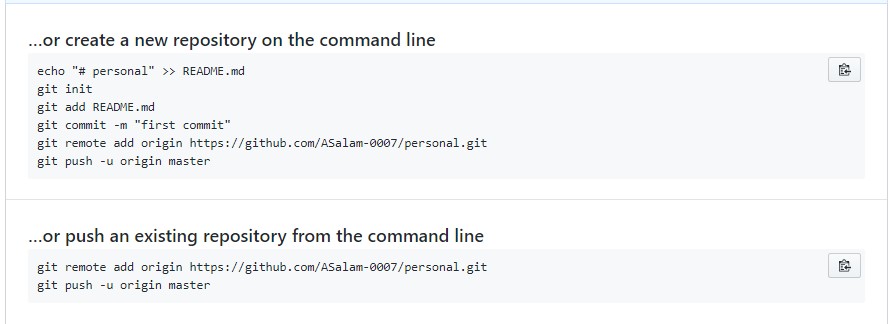 ...or create a new repository on the command line
echo "# personal" >> README.md
git init
git add README.md
git commit -m "first commit"
git remote add origin https://github.com/ASalam-0007/personal.git
git push -u origin master
...or push an existing repository from the command line
git remote add origin https://github.com/ASalam-0007/personal.git
git push -u origin master